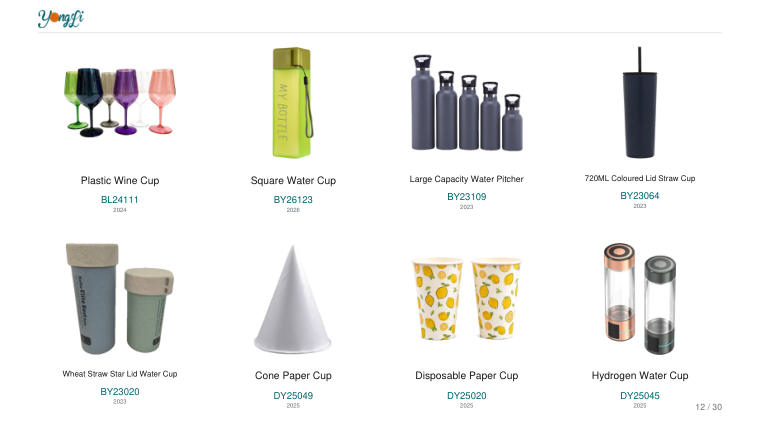 Yongli
Plastic Wine Cup
BL24111
2024
MY BOTTLE
Square Water Cup
BY26123
2026
Large Capacity Water Pitcher
BY23109
2023
720ML Coloured Lid Straw Cup
BY23064
2023
Wheat Straw Star Lid Water Cup
BY23020
2023
Cone Paper Cup
DY25049
2025
Disposable Paper Cup
DY25020
2025
Hydrogen Water Cup
DY25045
2025
12 / 30